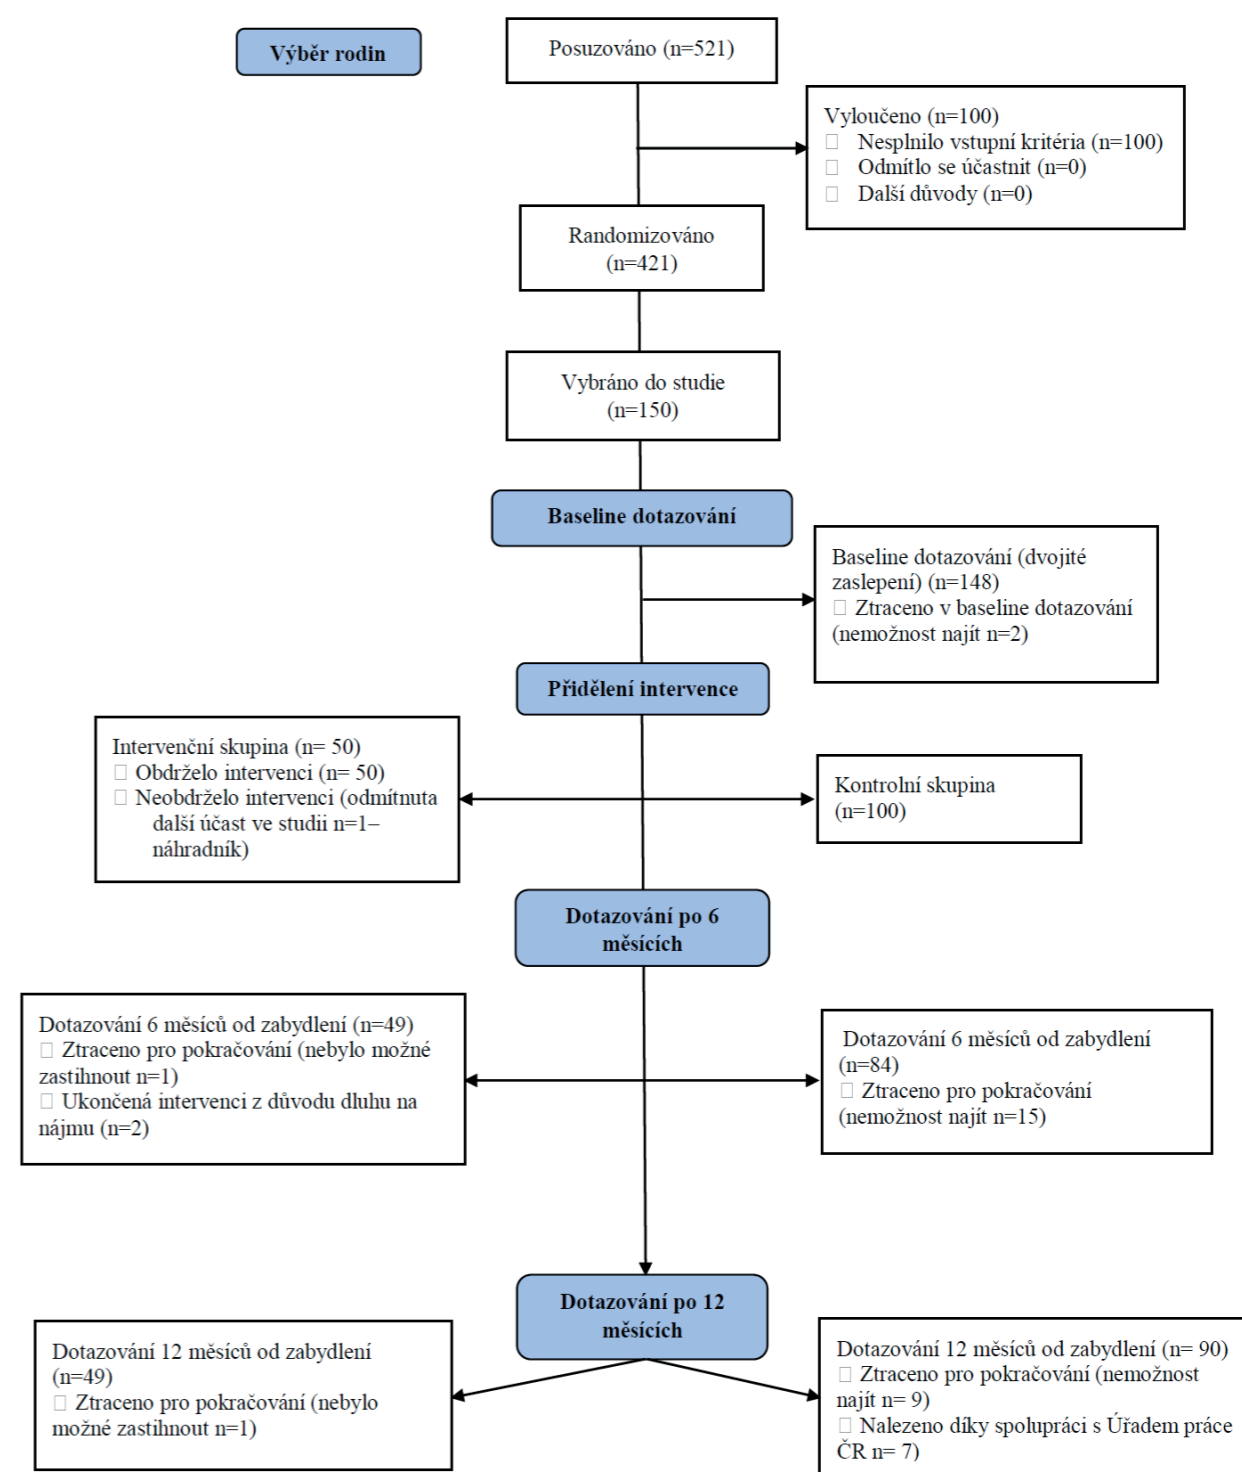 Výběr rodin
Posuzováno (n=521)
Vyloučeno (n=100)
□ Nesplnilo vstupní kritéria (n=100)
□ Odmítlo se účastnit (n=0)
□ Další důvody (n=0)
Randomizováno
(n=421)
Vybráno do studie
(n=150)
Baseline dotazování
Baseline dotazování (dvojité
zaslepení) (n=148)
□ Ztraceno v baseline dotazování
(nemožnost najít n=2)
Přidělení intervence
Intervenční skupina (n= 50)
□ Obdrželo intervenci (n= 50)
□ Neobdrželo intervenci (odmítnuta
další účast ve studii n=1–
náhradník)
Kontrolní skupina
(n=100)
Dotazování po 6
měsících
Dotazování 6 měsíců od zabydlení (n=49)
□ Ztraceno pro pokračování (nebylo možné
zastihnout n=1)
□ Ukončená intervenci z důvodu dluhu na
nájmu (n=2)
Dotazování 6 měsíců od zabydlení
(n=84)
□ Ztraceno pro pokračování
(nemožnost najít n=15)
Dotazování po 12
měsících
Dotazování 12 měsíců od zabydlení
(n=49)
□ Ztraceno pro pokračování (nebylo
možné zastihnout n=1)
Dotazování 12 měsíců od zabydlení (n= 90)
□ Ztraceno pro pokračování (nemožnost
najít n= 9)
□ Nalezeno díky spolupráci s Úřadem práce
ČR n= 7)